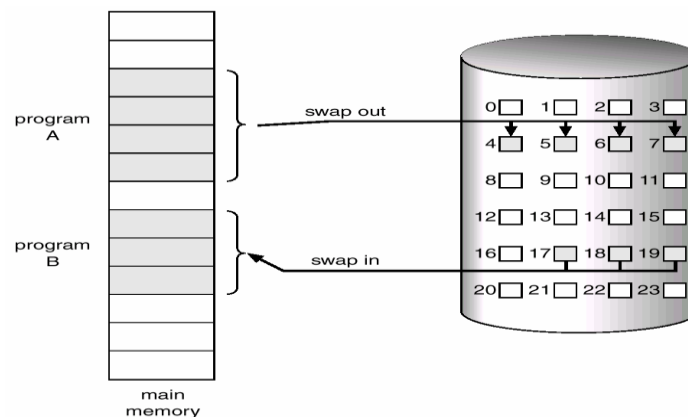 program
A
swap out
0 1 2 3
4 5 6 7
8 9 10 11
12 13 14 15
program
B
swap in
16 17 18 19
20 21 22 23
main
memory